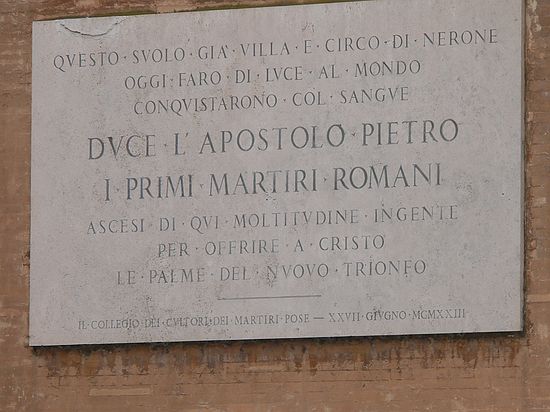 QVESTO · SVOLO · GIA' · VILLA · E · CIRCO · DI · NERONE
OGGI · FARO · DI · LVCE · AL · MONDO
CONQVISTARONO · COL · SANGVE
DVCE · L'APOSTOLO · PIETRO
I · PRIMI · MARTIRI · ROMANI
ASCESI · DI · QVI · MOLTITVDINE · INGENTE
PER · OFFRIRE · A · CRISTO
LE · PALME · DEL · NVOVO · TRIONFO
IL · COLLEGIO · DEI · CVLTORI · DEI · MARTIRI · POSE — XXVII · GIVGNO · MCMXXIII